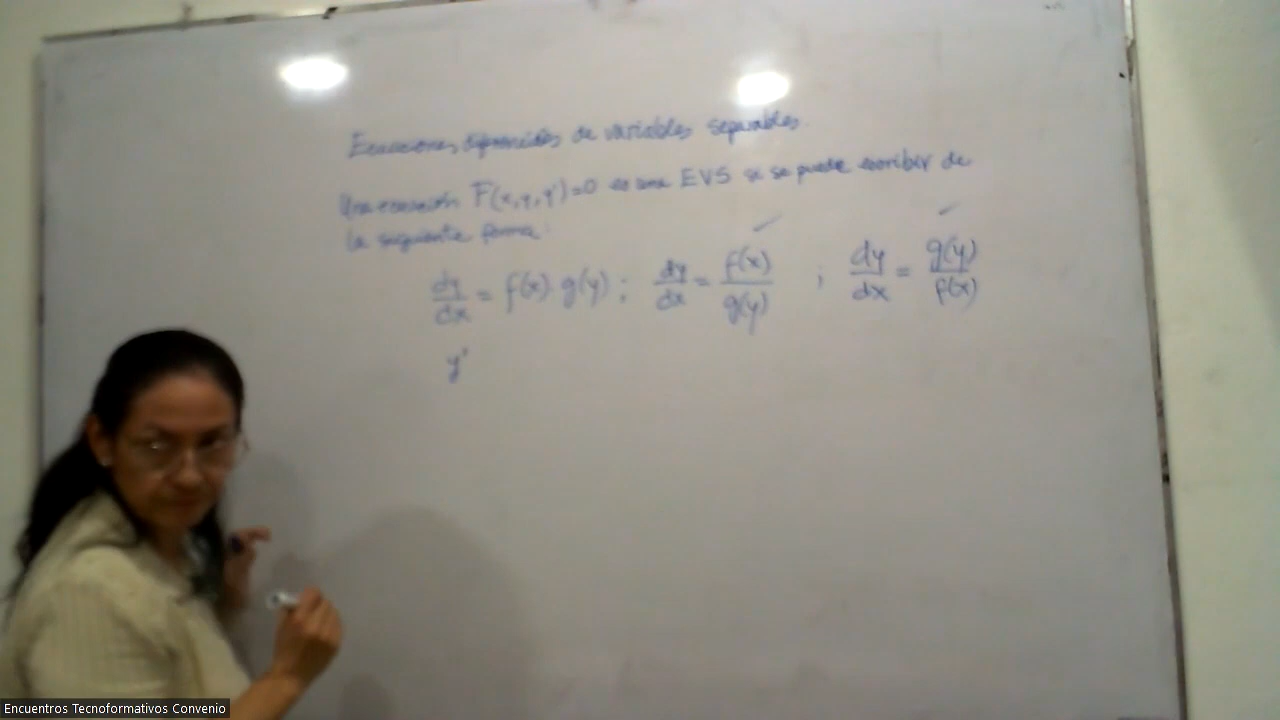 Ecuaciones diferenciales de variables separables.
Una ecuación F(x,y,y')=0 es una EVS si se puede escribir de
la siguiente forma:
dy/dx = f(x) g(y) ; dy/dx = f(x)/g(y) ; dy/dx = g(y)/f(x)
y'
Encuentros Tecnoformativos Convenio